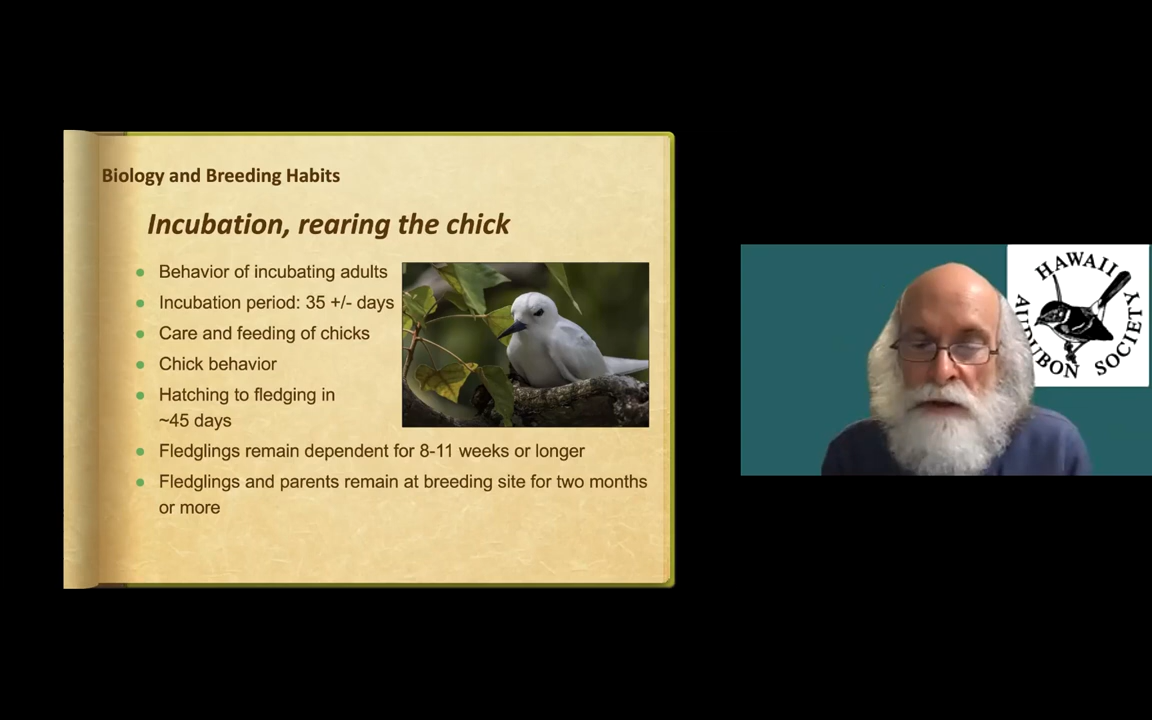 Biology and Breeding Habits
Incubation, rearing the chick
Behavior of incubating adults
Incubation period: 35 +/- days
Care and feeding of chicks
Chick behavior
Hatching to fledging in
~45 days
Fledglings remain dependent for 8-11 weeks or longer
Fledglings and parents remain at breeding site for two months
or more
HAWAII
AUDUBON SOCIETY